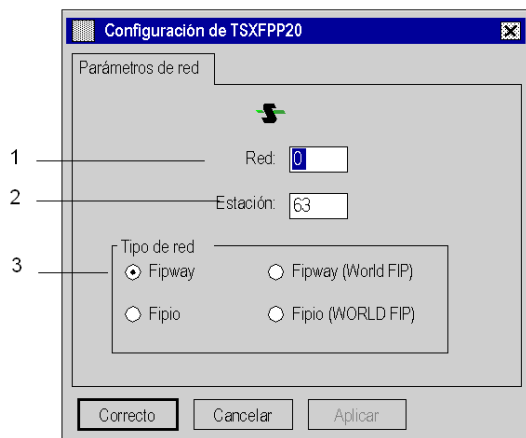 Configuración de TSXFPP20
Parámetros de red
1
Red: 0
2
Estación: 63
Tipo de red
3
Fipway
Fipway (World FIP)
Fipio
Fipio (WORLD FIP)
Correcto
Cancelar
Aplicar